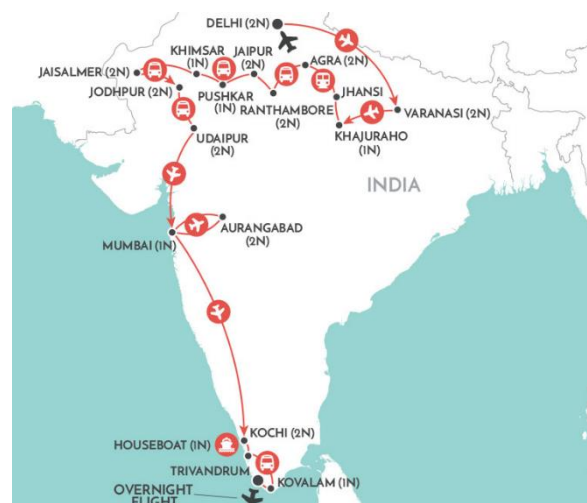 DELHI (2N)
KHIMSAR
(1N)
JAIPUR
(2N)
AGRA (2N)
JAISALMER (2N)
JODHPUR (2N)
PUSHKAR
(1N)
RANTHAMBORE
(2N)
JHANSI
VARANASI (2N)
KHAJURAHO
(1N)
UDAIPUR
(2N)
INDIA
AURANGABAD
(2N)
MUMBAI (1N)
KOCHI (2N)
HOUSEBOAT (1N)
TRIVANDRUM
KOVALAM (1N)
OVERNIGHT
FLIGHT